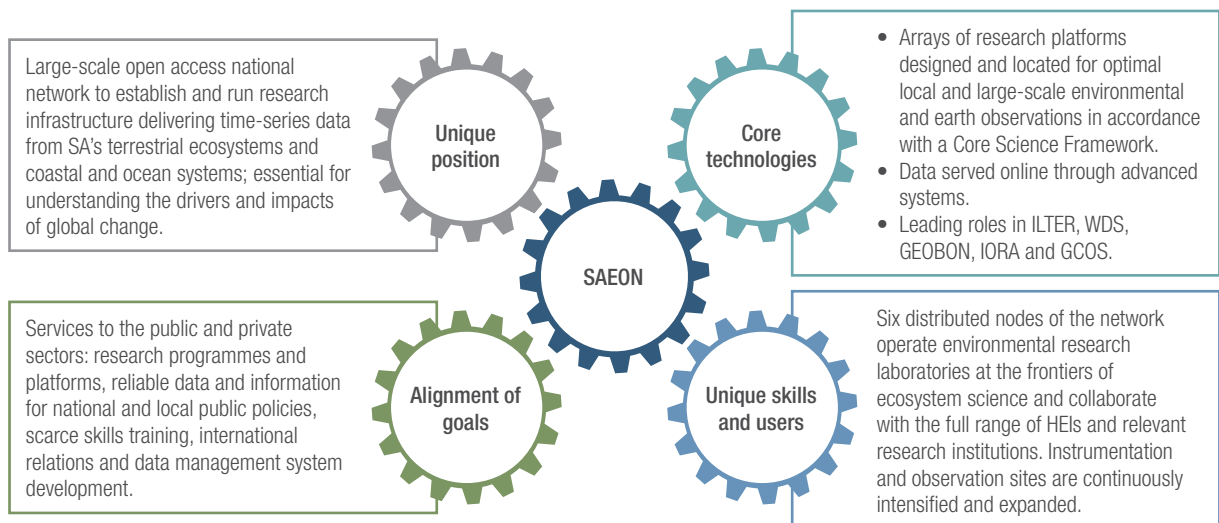 Large-scale open access national
network to establish and run research
infrastructure delivering time-series data
from SA's terrestrial ecosystems and
coastal and ocean systems; essential for
understanding the drivers and impacts
of global change.
Unique
position
Core
technologies
• Arrays of research platforms
designed and located for optimal
local and large-scale environmental
and earth observations in accordance
with a Core Science Framework.
• Data served online through advanced
systems.
• Leading roles in ILTER, WDS,
GEOBON, IORA and GCOS.
SAEON
Services to the public and private
sectors: research programmes and
platforms, reliable data and information
for national and local public policies,
scarce skills training, international
relations and data management system
development.
Alignment of
goals
Unique skills
and users
Six distributed nodes of the network
operate environmental research
laboratories at the frontiers of
ecosystem science and collaborate
with the full range of HEIs and relevant
research institutions. Instrumentation
and observation sites are continuously
intensified and expanded.